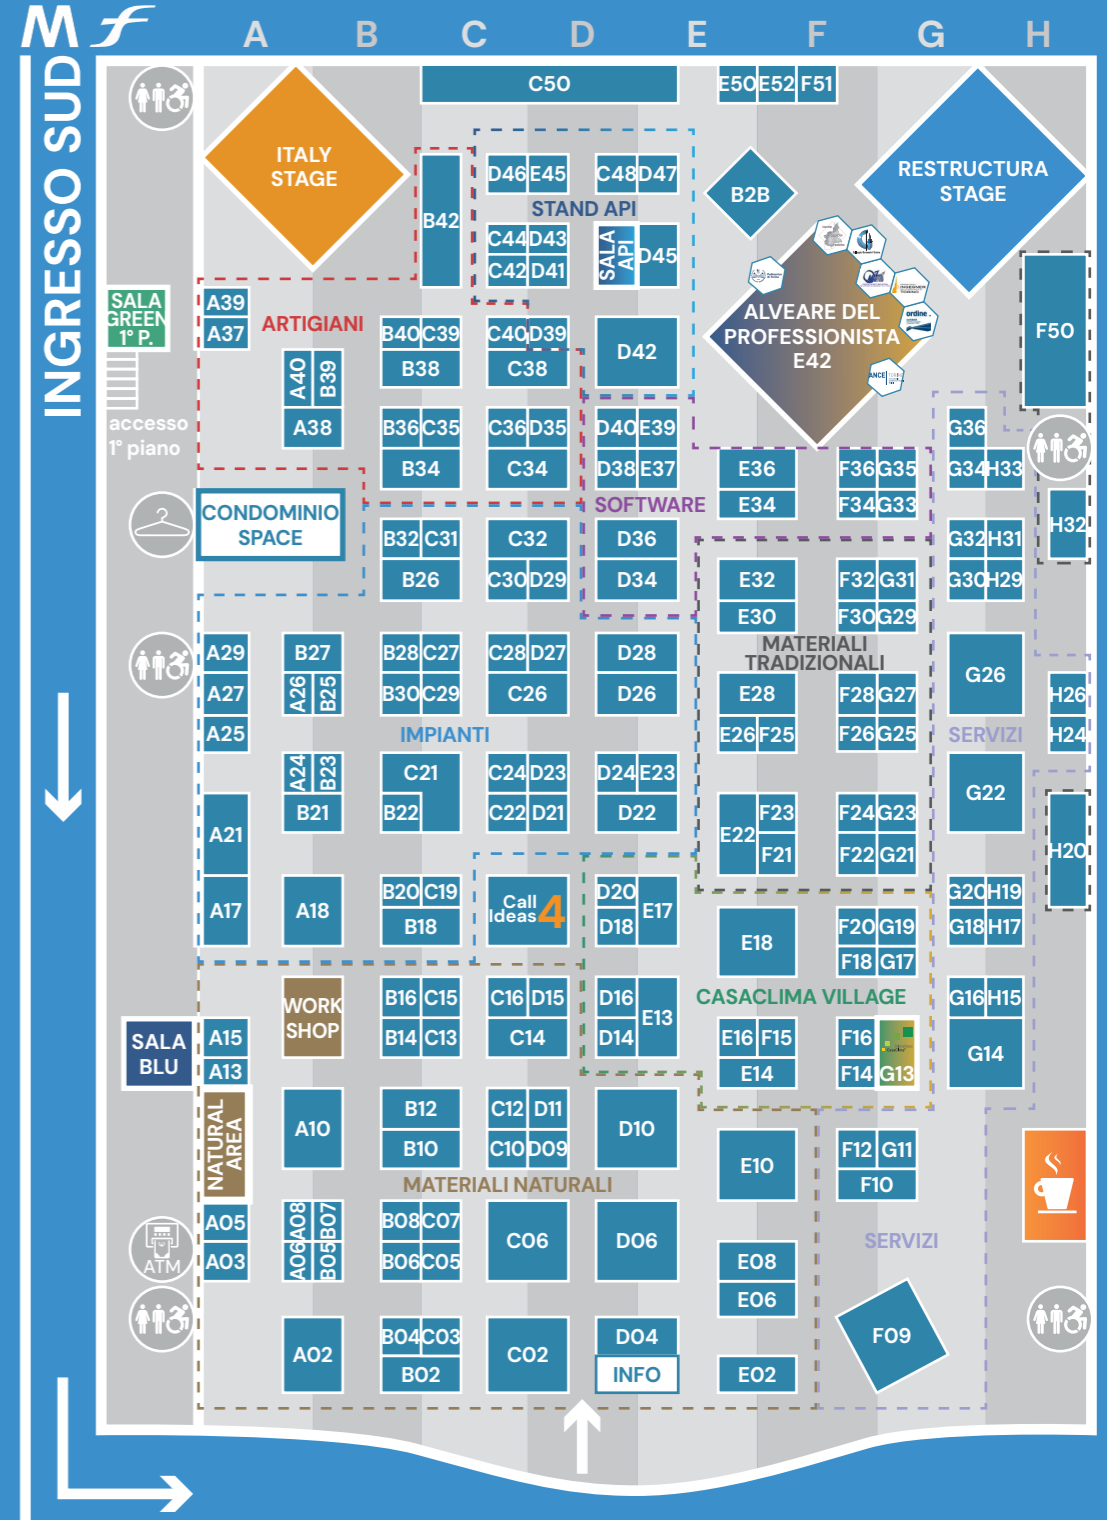 M f
A B C D E F G H
INGRESSO SUD
C50
E50 E52 F51
ITALY
STAGE
RESTRUCTURA
STAGE
B42
D46 E45
C48 D47
STAND API
B2B
C44 D43
SALA
API
D45
C42 D41
SALA
GREEN
1° P.
A39
A37
ARTIGIANI
B40 C39
C40 D39
D42
ALVEARE DEL
PROFESSIONISTA
E42
ordine
F50
B38
C38
A40 B39
ANCE
accesso
1° piano
A38
B36 C35
C36 D35
D40 E39
G36
B34
C34
D38 E37
E36
F36 G35
G34 H33
SOFTWARE
E34
F34 G33
CONDOMINIO
SPACE
B32 C31
C32
D36
G32 H31
H32
B26
C30 D29
D34
E32
F32 G31
G30 H29
E30
F30 G29
MATERIALI
TRADIZIONALI
A29
B27
B28 C27
C28 D27
D28
G26
A27
A26 B25
B30 C29
C26
D26
E28
F28 G27
H26
A25
IMPIANTI
E26 F25
F26 G25
SERVIZI
H24
A24 B23
C21
C24 D23
D24 E23
G22
A21
B21
B22
C22 D21
D22
E22
F23
F24 G23
F21
F22 G21
H20
A17
A18
B20 C19
Call
Ideas 4
D20
E17
G20 H19
B18
D18
E18
F20 G19
G18 H17
F18 G17
WORK
SHOP
B16 C15
C16 D15
D16
E13
CASACLIMA VILLAGE
G16 H15
SALA
BLU
A15
B14 C13
C14
D14
E16 F15
F16
G14
A13
E14
F14 G13
NATURAL
AREA
A10
B12
C12 D11
D10
B10
C10 D09
E10
F12 G11
F10
MATERIALI NATURALI
A05
A08 B07
B08 C07
C06
D06
SERVIZI
ATM
A03
A06 B05
B06 C05
E08
E06
A02
B04 C03
C02
D04
F09
B02
INFO
E02